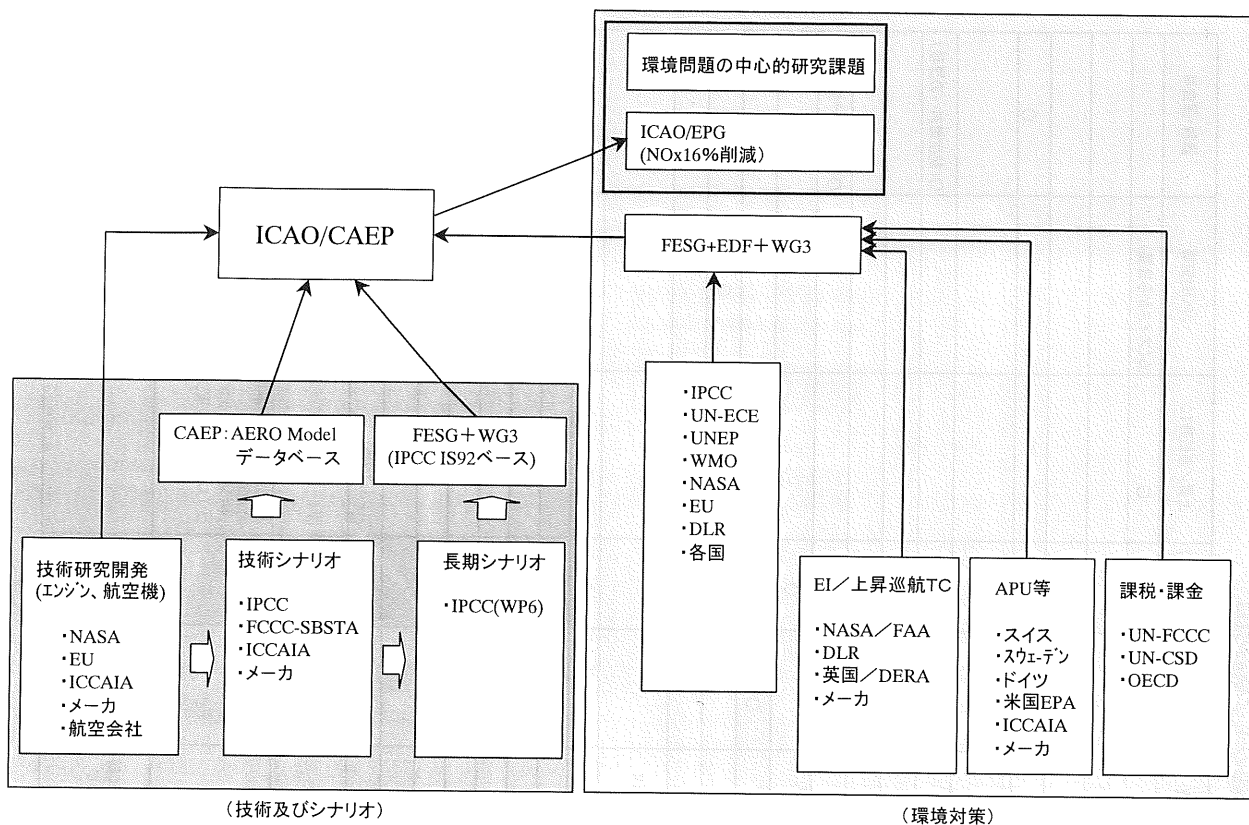 環境問題の中心的研究課題
ICAO/EPG
(NOx16%削減)
ICAO/CAEP
FESG+EDF+WG3
CAEP:AERO Model
データベース
FESG+WG3
(IPCC IS92ベース)
技術研究開発
(エンジン、航空機)
・NASA
・EU
・ICCAIA
・メーカ
・航空会社
技術シナリオ
・IPCC
・FCCC-SBSTA
・ICCAIA
・メーカ
長期シナリオ
・IPCC(WP6)
(技術及びシナリオ)
・IPCC
・UN-ECE
・UNEP
・WMO
・NASA
・EU
・DLR
・各国
EI/上昇巡航TC
・NASA/FAA
・DLR
・英国/DERA
・メーカ
APU等
・スイス
・スウェーデン
・ドイツ
・米国EPA
・ICCAIA
・メーカ
課税・課金
・UN-FCCC
・UN-CSD
・OECD
(環境対策)